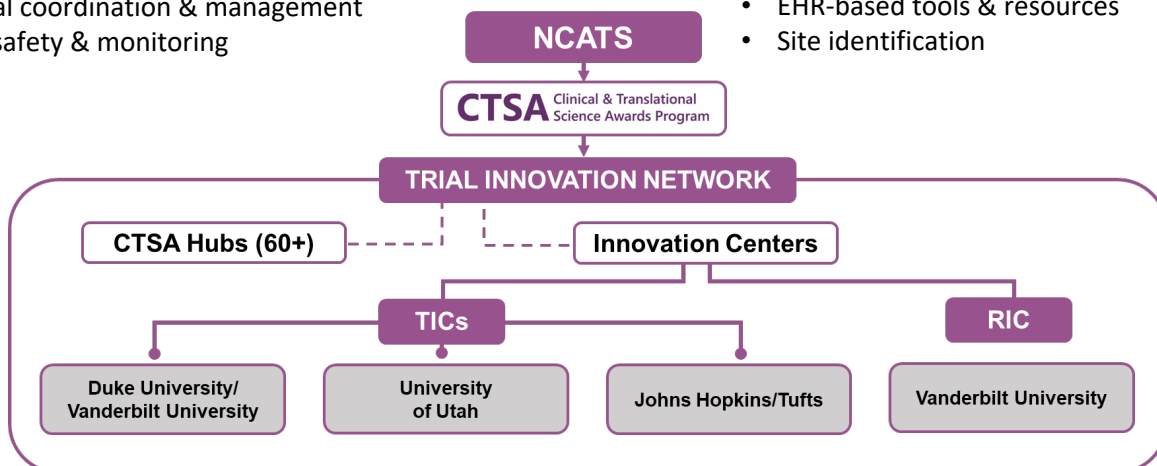 coordination & management
safety & monitoring
• EHR-based tools & resources
• Site identification
NCATS
CTSA Clinical & Translational
Science Awards Program
TRIAL INNOVATION NETWORK
CTSA Hubs (60+)
Innovation Centers
TICs
RIC
Duke University/
Vanderbilt University
University
of Utah
Johns Hopkins/Tufts
Vanderbilt University